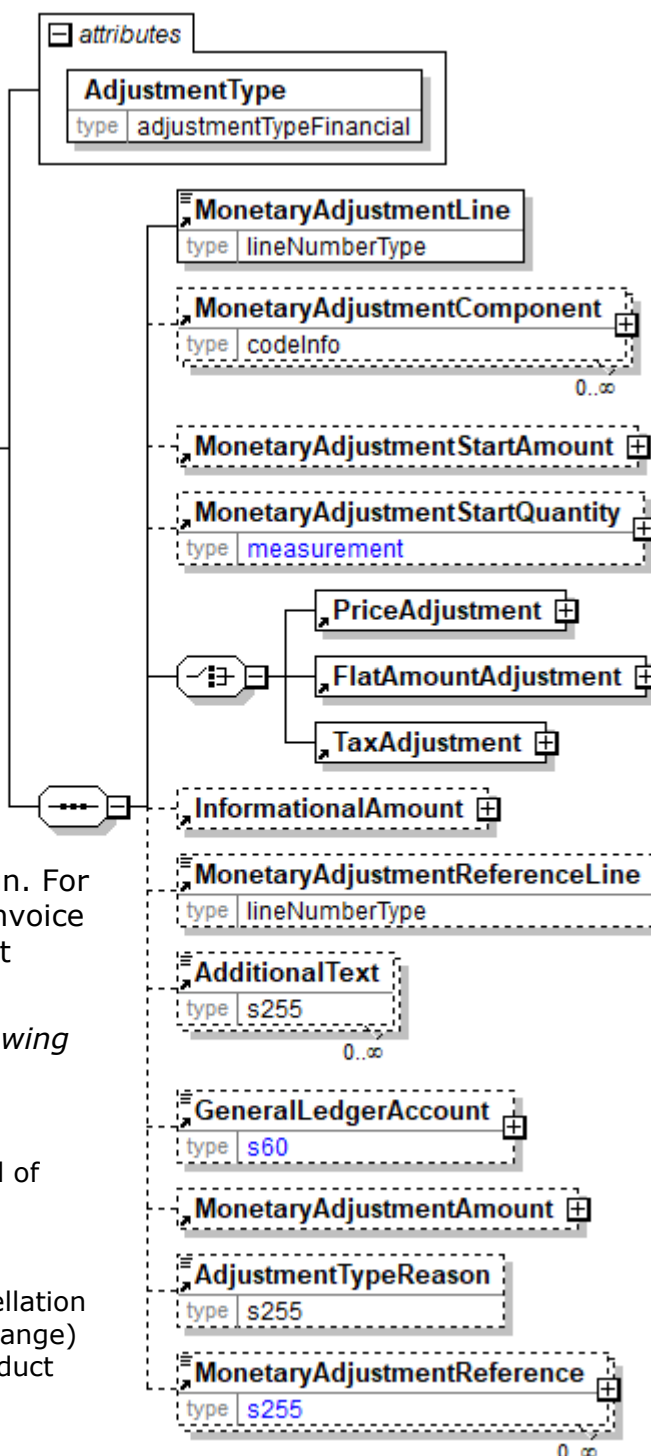 attributes
AdjustmentType
type adjustmentTypeFinancial
MonetaryAdjustmentLine
type lineNumberType
MonetaryAdjustmentComponent
type codeInfo
0..∞
MonetaryAdjustmentStartAmount
MonetaryAdjustmentStartQuantity
type measurement
PriceAdjustment
FlatAmountAdjustment
TaxAdjustment
InformationalAmount
MonetaryAdjustmentReferenceLine
type lineNumberType
AdditionalText
type s255
0..∞
GeneralLedgerAccount
type s60
MonetaryAdjustmentAmount
AdjustmentTypeReason
type s255
MonetaryAdjustmentReference
type s255
0..∞
n. For
nvoice
t
wing
l of
ellation
ange)
duct